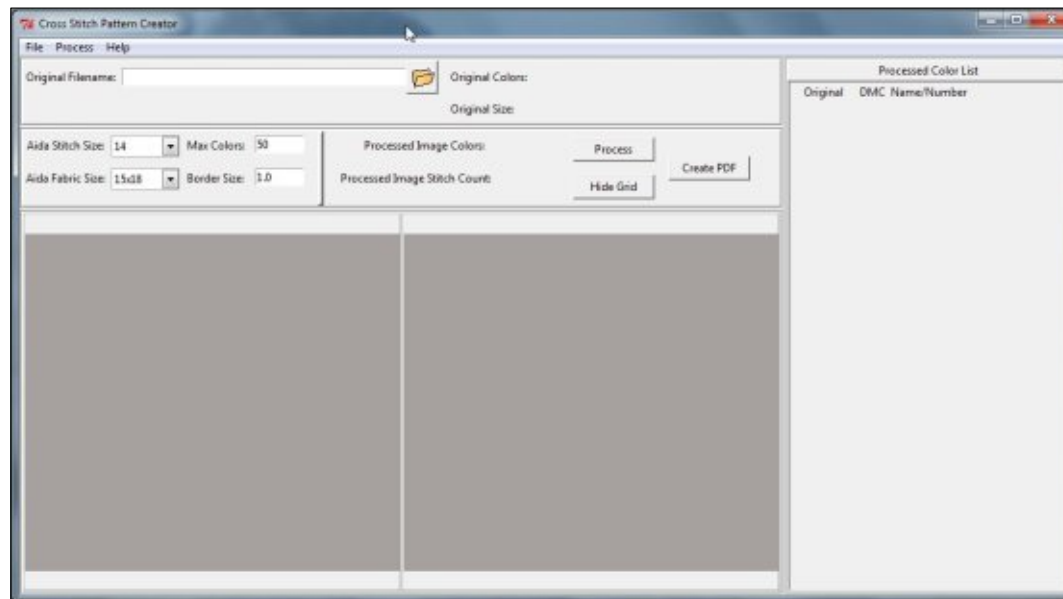 Cross Stitch Pattern Creator
File Process Help
Original Filename:
Original Colors:
Original Size:
Aida Stitch Size: 14 Max Colors: 50
Aida Fabric Size: 15x18 Border Size: 1.0
Processed Image Colors:
Processed Image Stitch Count:
Process
Hide Grid
Create PDF
Processed Color List
Original DMC Name/Number